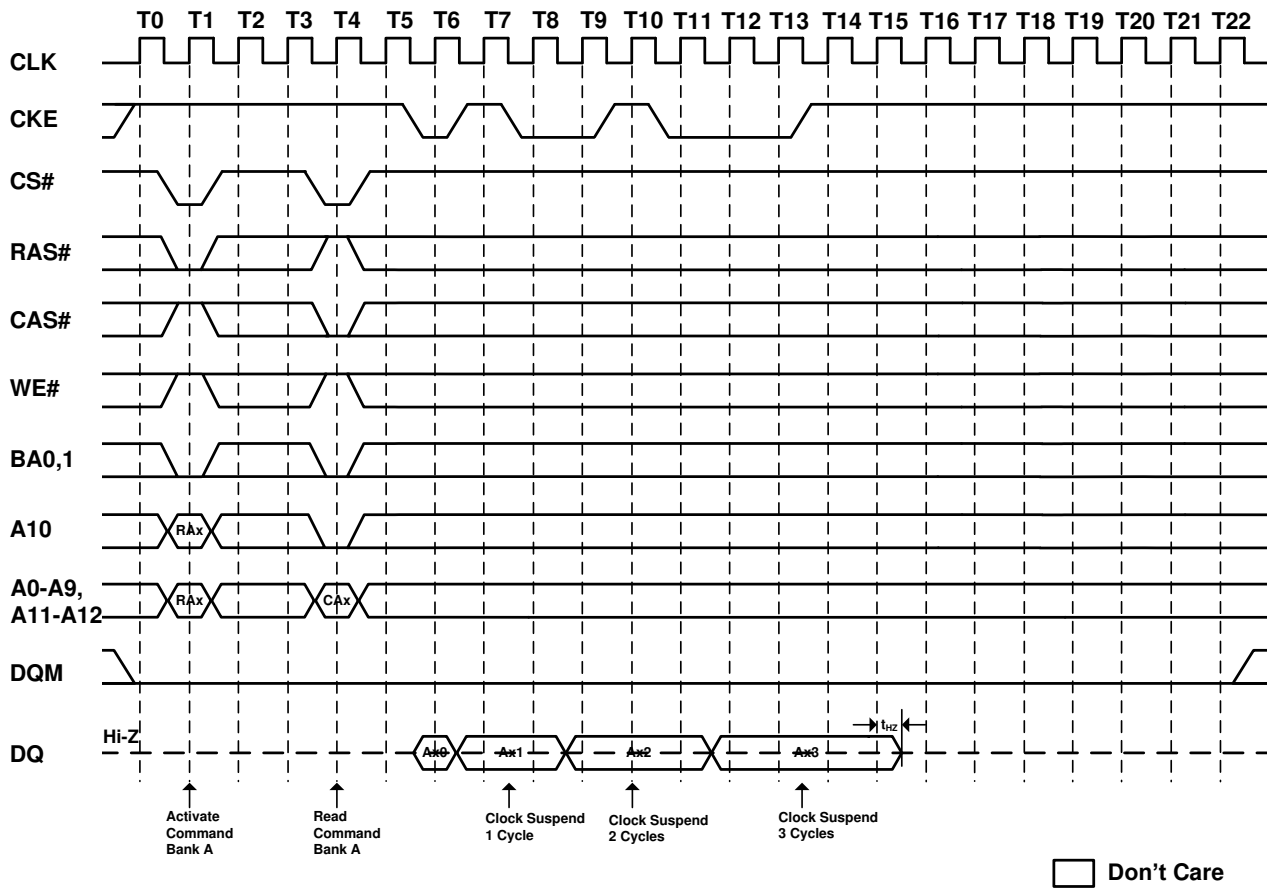 T0 T1 T2 T3 T4 T5 T6 T7 T8 T9 T10 T11 T12 T13 T14 T15 T16 T17 T18 T19 T20 T21 T22
CLK
CKE
CS#
RAS#
CAS#
WE#
BA0,1
A10
RAx
A0-A9,
A11-A12
RAx
CAx
DQM
tHZ
Hi-Z
DQ
Ax0
Ax1
Ax2
Ax3
Activate
Command
Bank A
Read
Command
Bank A
Clock Suspend
1 Cycle
Clock Suspend
2 Cycles
Clock Suspend
3 Cycles
Don't Care